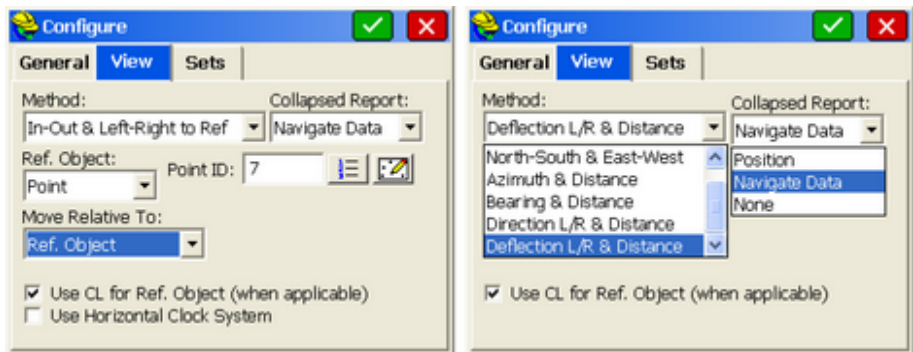 Configure
General View Sets
Method: Collapsed Report:
In-Out & Left-Right to Ref Navigate Data
Ref. Object: Point ID: 7
Point
Move Relative To:
Ref. Object
Use CL for Ref. Object (when applicable)
Use Horizontal Clock System
Configure
General View Sets
Method: Collapsed Report:
Deflection L/R & Distance Navigate Data
North-South & East-West Position
Azimuth & Distance Navigate Data
Bearing & Distance None
Direction L/R & Distance
Deflection L/R & Distance
Use CL for Ref. Object (when applicable)